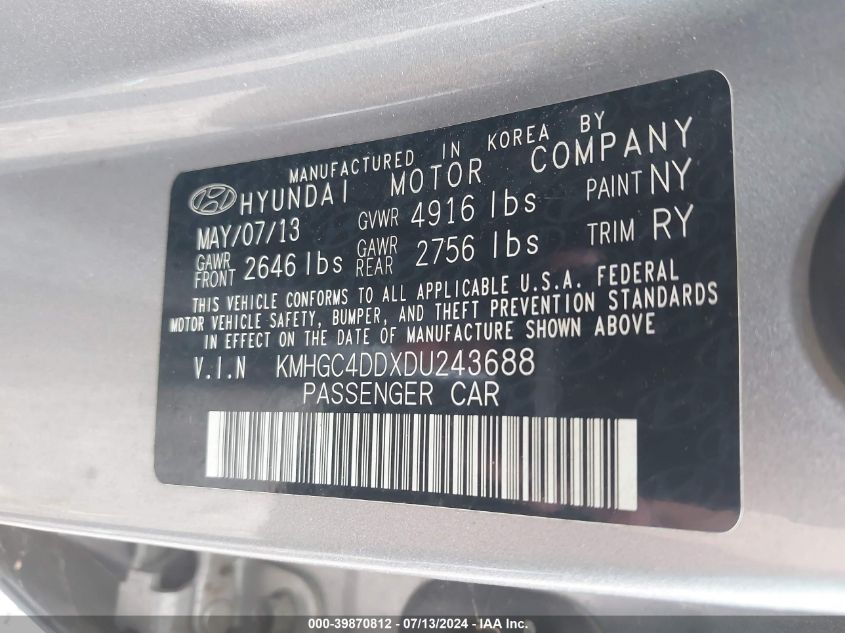 MANUFACTURED IN KOREA BY
HYUNDAI MOTOR COMPANY
MAY/07/13 GVWR 4916 lbs PAINT NY
GAWR FRONT 2646 lbs GAWR REAR 2756 lbs TRIM RY
THIS VEHICLE CONFORMS TO ALL APPLICABLE U.S.A. FEDERAL
MOTOR VEHICLE SAFETY, BUMPER, AND THEFT PREVENTION STANDARDS
IN EFFECT ON THE DATE OF MANUFACTURE SHOWN ABOVE
V.I.N KMHGC4DDXDU243688
PASSENGER CAR
000-39870812 - 07/13/2024 - IAA, Inc.